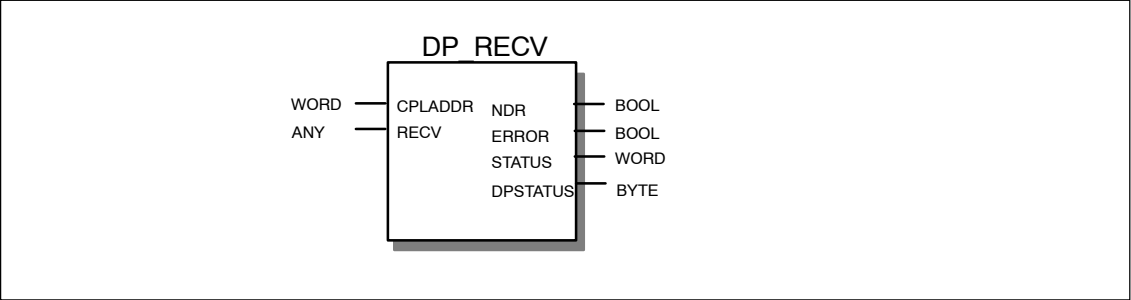 DP_RECV
WORD CPLADDR NDR BOOL
ANY RECV ERROR BOOL
STATUS WORD
DPSTATUS BYTE